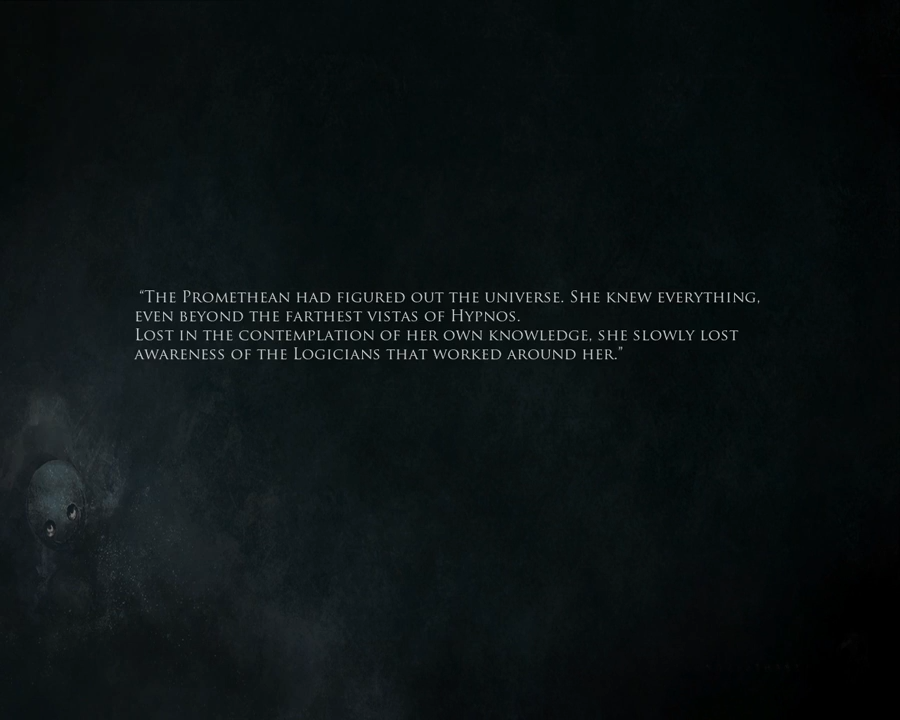 “The Promethean had figured out the universe. She knew everything,
even beyond the farthest vistas of Hypnos.
Lost in the contemplation of her own knowledge, she slowly lost
awareness of the Logicians that worked around her.”